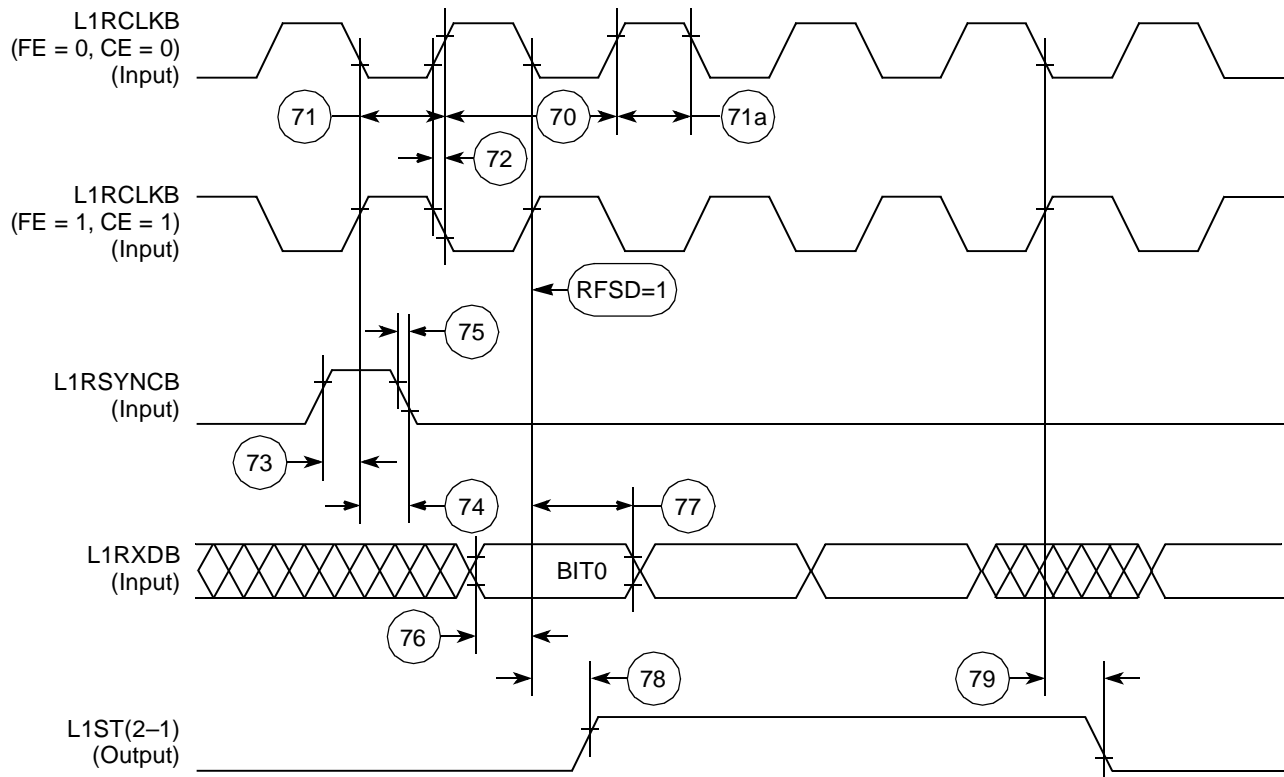 L1RCLKB
(FE = 0, CE = 0)
(Input)
71
70
71a
72
L1RCLKB
(FE = 1, CE = 1)
(Input)
RFSD=1
75
L1RSYNCB
(Input)
73
74
77
L1RXDB
(Input)
BIT0
76
78
79
L1ST(2–1)
(Output)